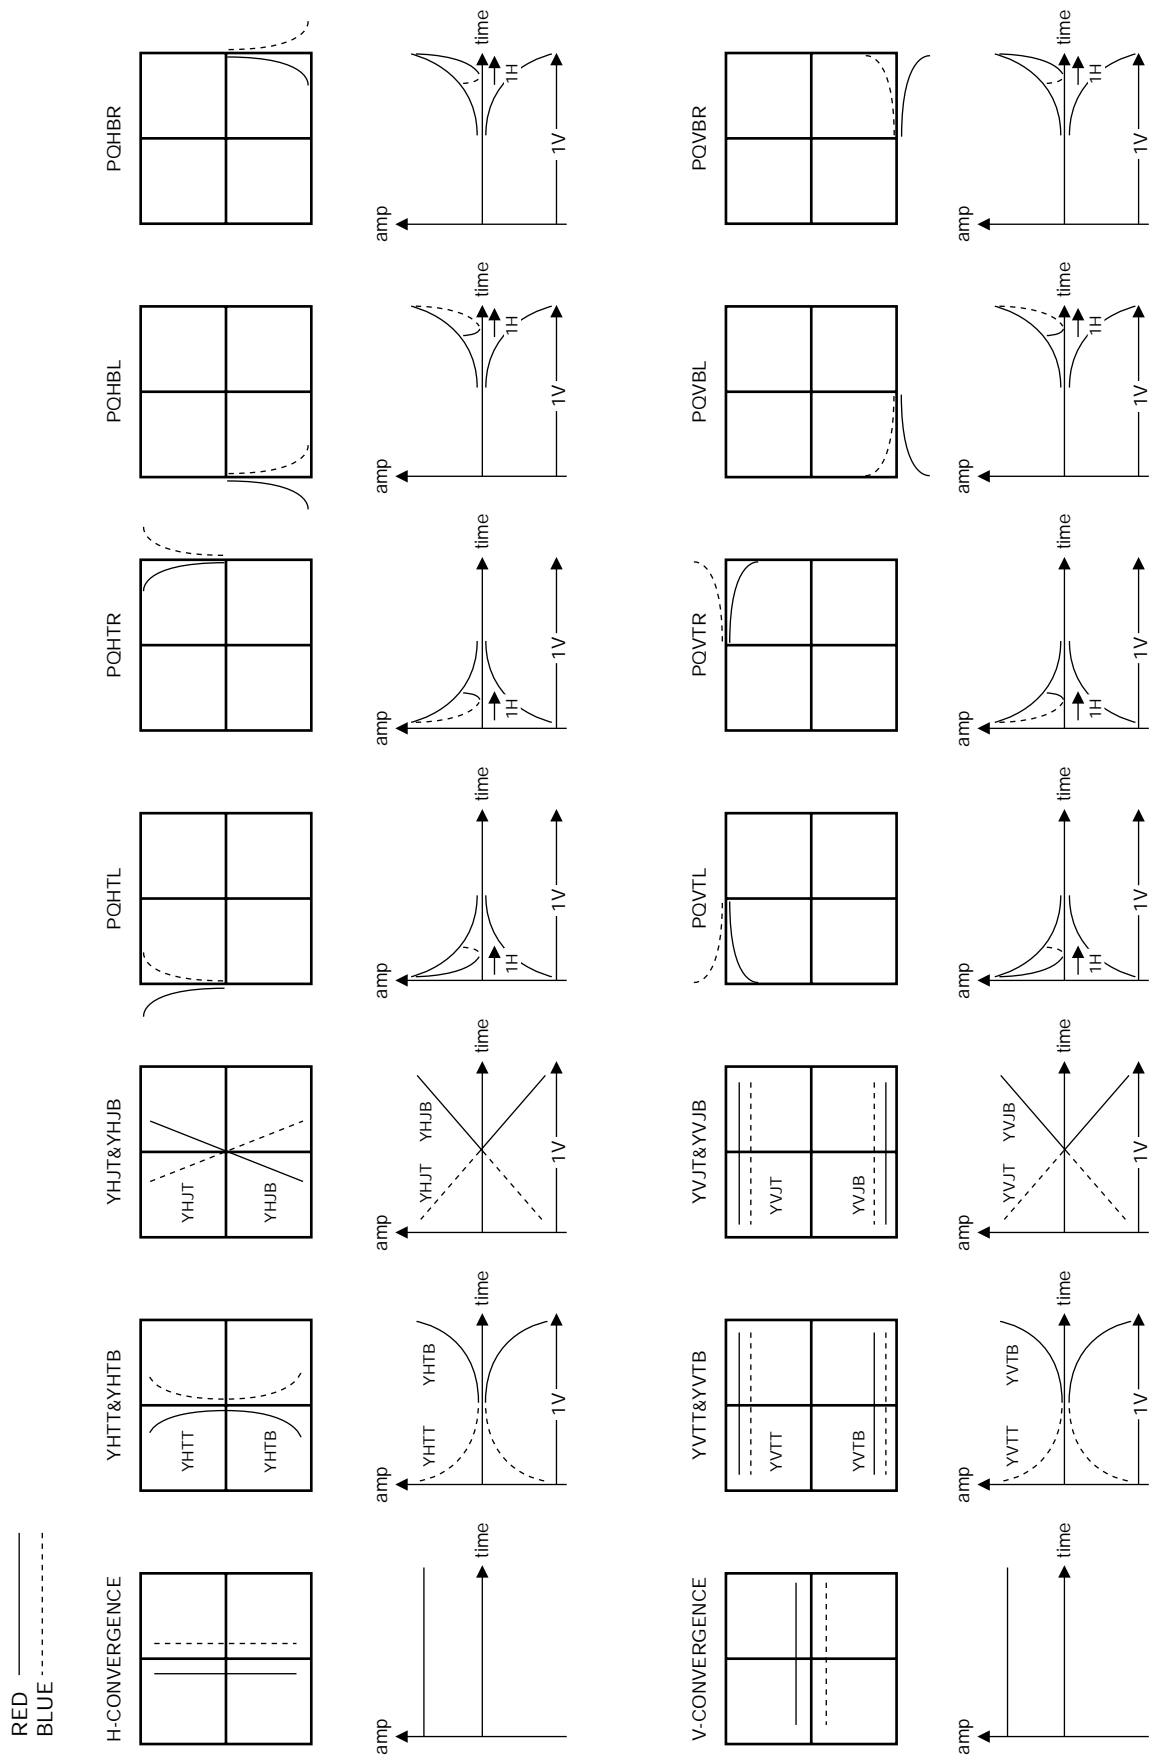 RED
BLUE
H-CONVERGENCE
YHTT&YHTB
YHJT&YHJB
PQHTL
PQHTR
PQHBL
PQHBR
YHTT
YHTB
YHJT
YHJB
amp
time
amp
YHTT
YHTB
time
1V
amp
YHJT
YHJB
time
1V
amp
time
1H
1V
amp
time
1H
1V
amp
time
1H
1V
amp
time
1H
1V
V-CONVERGENCE
YVTT&YVTB
YVJT&YVJB
PQVTL
PQVTR
PQVBL
PQVBR
YVTT
YVTB
YVJT
YVJB
amp
time
amp
YVTT
YVTB
time
1V
amp
YVJT
YVJB
time
1V
amp
time
1H
1V
amp
time
1H
1V
amp
time
1H
1V
amp
time
1H
1V